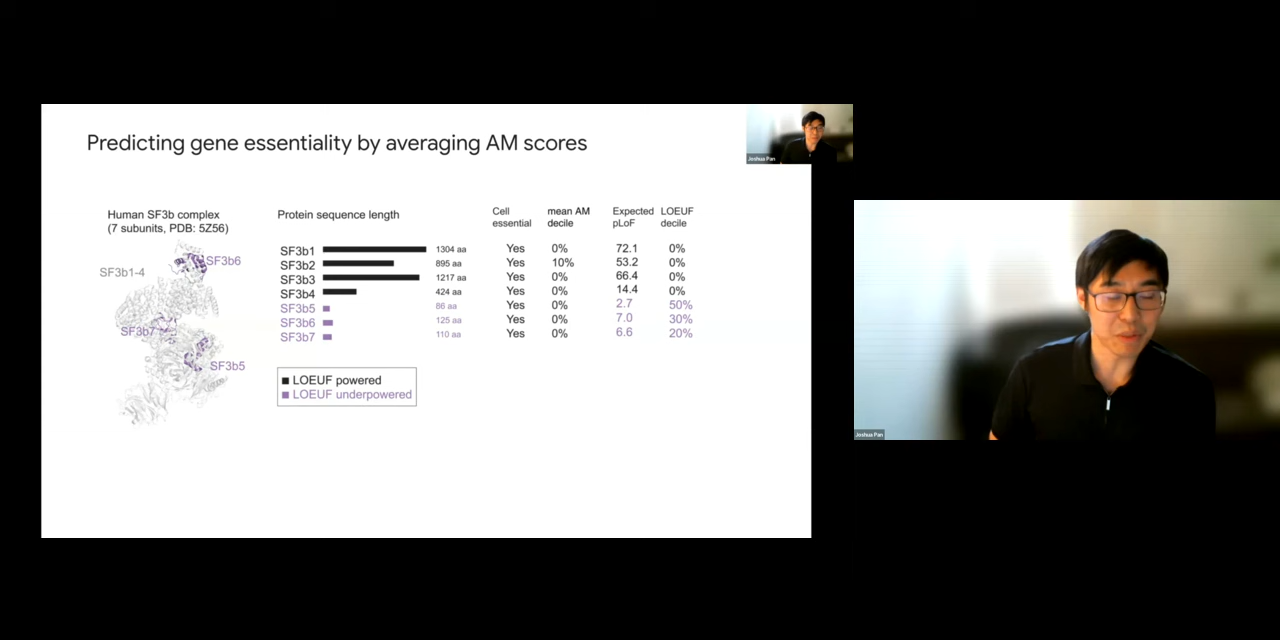 Predicting gene essentiality by averaging AM scores
Joshua Pan
Human SF3b complex
(7 subunits, PDB: 5Z56)
SF3b6
SF3b1-4
SF3b7
SF3b5
Protein sequence length
Cell essential mean AM decile Expected pLoF LOEUF decile
SF3b1 1304 aa Yes 0% 72.1 0%
SF3b2 895 aa Yes 10% 53.2 0%
SF3b3 1217 aa Yes 0% 66.4 0%
SF3b4 424 aa Yes 0% 14.4 0%
SF3b5 86 aa Yes 0% 2.7 50%
SF3b6 125 aa Yes 0% 7.0 30%
SF3b7 110 aa Yes 0% 6.6 20%
LOEUF powered
LOEUF underpowered
Joshua Pan